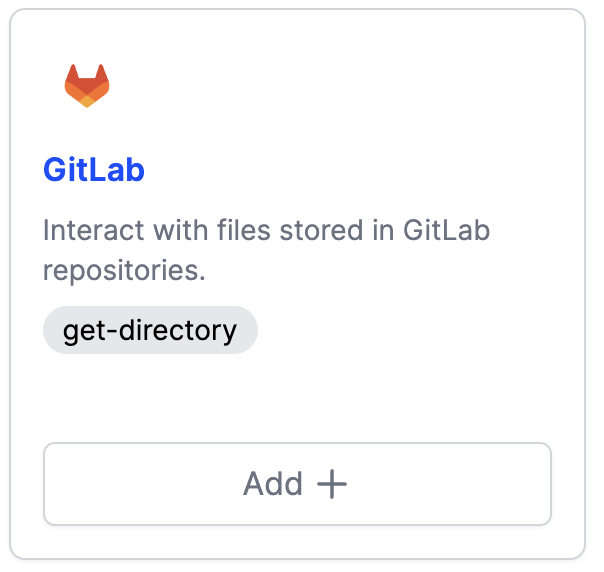 GitLab
Interact with files stored in GitLab
repositories.
get-directory
Add +